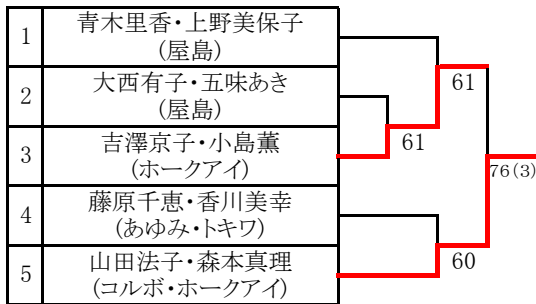 1
青木里香・上野美保子
(屋島)
2
大西有子・五味あき
(屋島)
3
吉澤京子・小島薫
(ホークアイ)
4
藤原千恵・香川美幸
(あゆみ・トキワ)
5
山田法子・森本真理
(コルボ・ホークアイ)
61
61
76(3)
60